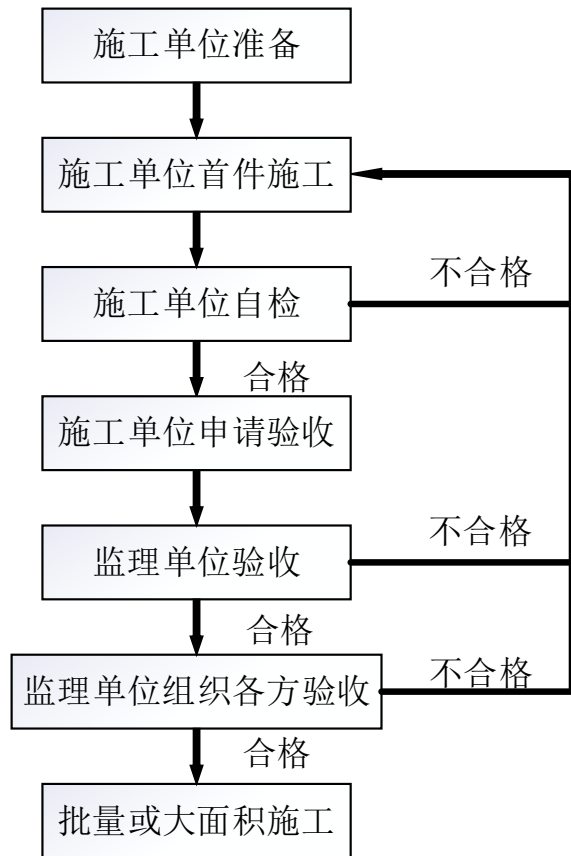 施工单位准备
施工单位首件施工
不合格
施工单位自检
合格
施工单位申请验收
不合格
监理单位验收
合格
不合格
监理单位组织各方验收
合格
批量或大面积施工